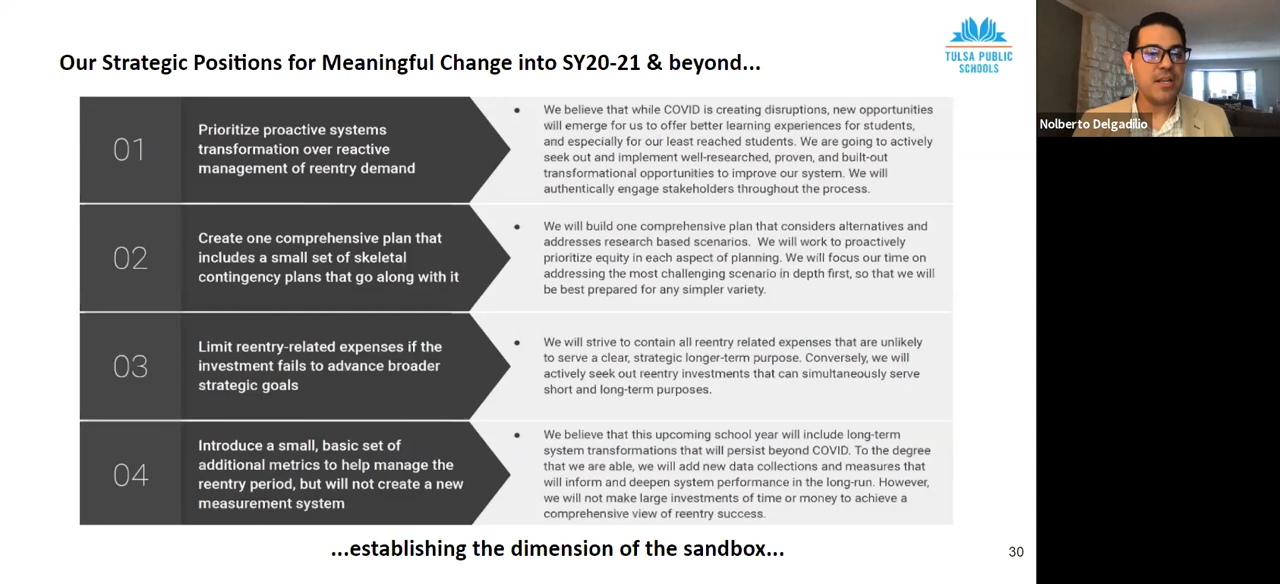 Our Strategic Positions for Meaningful Change into SY20-21 & beyond...
TULSA PUBLIC
SCHOOLS
Nolberto Delgadilio
01
Prioritize proactive systems
transformation over reactive
management of reentry demand
• We believe that while COVID is creating disruptions, new opportunities
will emerge for us to offer better learning experiences for students,
and especially for our least reached students. We are going to actively
seek out and implement well-researched, proven, and built-out
transformational opportunities to improve our system. We will
authentically engage stakeholders throughout the process.
02
Create one comprehensive plan that
includes a small set of skeletal
contingency plans that go along with it
• We will build one comprehensive plan that considers alternatives and
addresses research based scenarios. We will work to proactively
prioritize equity in each aspect of planning. We will focus our time on
addressing the most challenging scenario in depth first, so that we will
be best prepared for any simpler variety.
03
Limit reentry-related expenses if the
investment fails to advance broader
strategic goals
• We will strive to contain all reentry related expenses that are unlikely
to serve a clear, strategic longer-term purpose. Conversely, we will
actively seek out reentry investments that can simultaneously serve
short and long-term purposes.
04
Introduce a small, basic set of
additional metrics to help manage the
reentry period, but will not create a new
measurement system
• We believe that this upcoming school year will include long-term
system transformations that will persist beyond COVID. To the degree
that we are able, we will add new data collections and measures that
will inform and deepen system performance in the long-run. However,
we will not make large investments of time or money to achieve a
comprehensive view of reentry success.
...establishing the dimension of the sandbox...
30